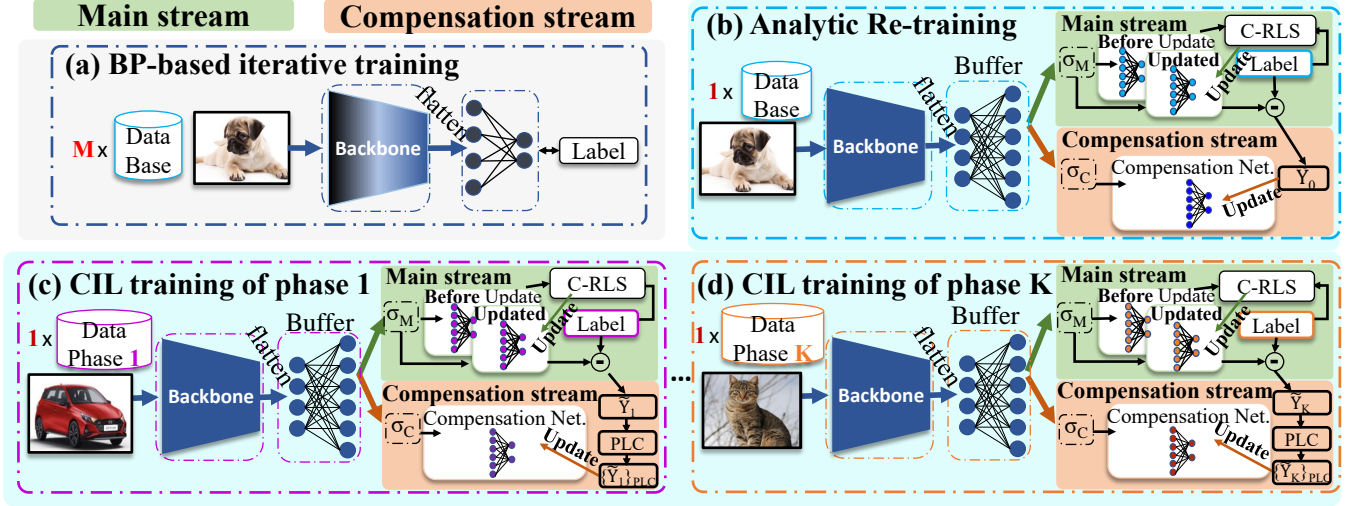 Main stream
Compensation stream
(a) BP-based iterative training
M x
Data
Base
Backbone
flatten
Label
(b) Analytic Re-training
1 x
Data
Base
Backbone
flatten
Buffer
Main stream
σM
Before Update
Updated
C-RLS
Update
Label
-
Compensation stream
σC
Compensation Net.
Update
Ỹ0
(c) CIL training of phase 1
1 x
Data
Phase 1
Backbone
flatten
Buffer
Main stream
σM
Before Update
Updated
C-RLS
Update
Label
-
Compensation stream
σC
Compensation Net.
Update
Ỹ1
PLC
{Ỹ1}PLC
...
(d) CIL training of phase K
1 x
Data
Phase K
Backbone
flatten
Buffer
Main stream
σM
Before Update
Updated
C-RLS
Update
Label
-
Compensation stream
σC
Compensation Net.
Update
ỸK
PLC
{ỸK}PLC